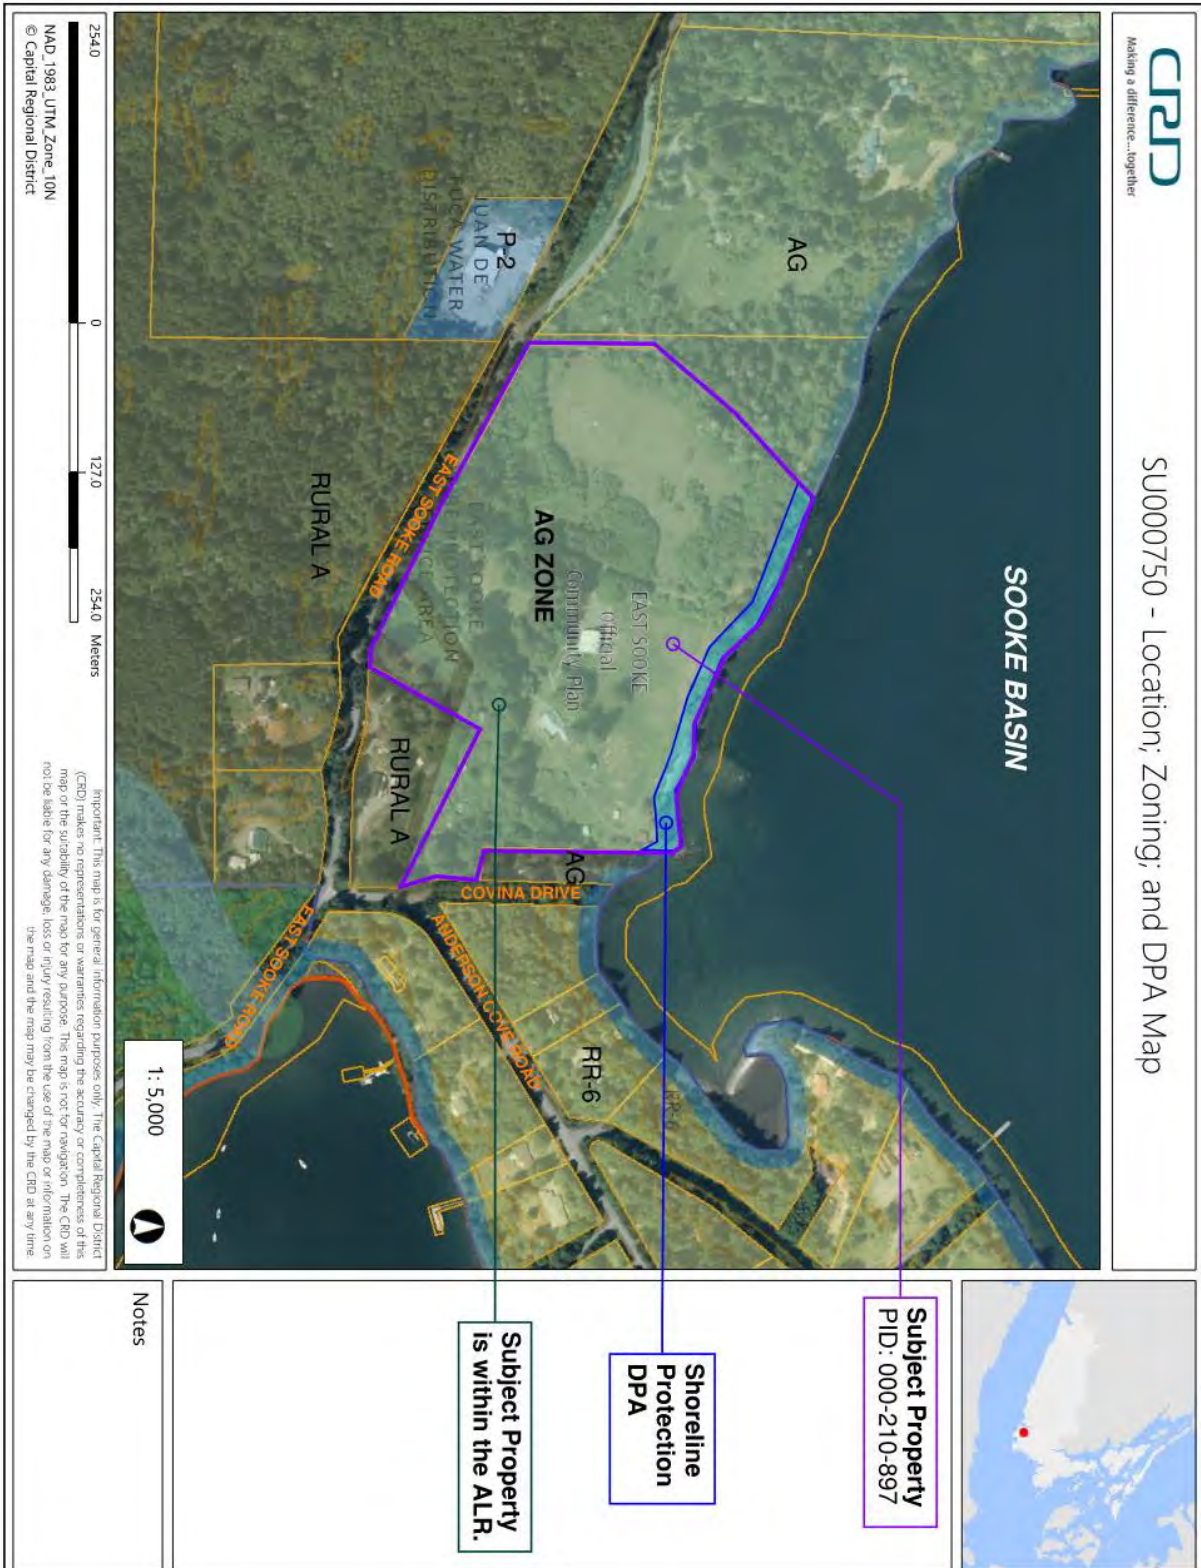 CRD
Making a difference...together
SU000750 - Location; Zoning; and DPA Map
SOOKE BASIN
AG
P-2
JUAN DE
FUCA WATER
DISTRIBUTION
EAST SOOKE ROAD
RURAL A
AG ZONE
EAST SOOKE
Official
Community Plan
SOOKE
AREA
RURAL A
AG
COVINA DRIVE
ANDERSON COVE ROAD
EAST SOOKE ROAD
RR-6
Subject Property
PID: 000-210-897
Shoreline
Protection
DPA
Subject Property
is within the ALR.
1: 5,000
254.0
0
127.0
254.0 Meters
NAD_1983_UTM_Zone_10N
© Capital Regional District
Important: This map is for general information purposes only. The Capital Regional District
(CRD) makes no representations or warranties regarding the accuracy or completeness of this
map or the suitability of the map for any purpose. This map is not for navigation. The CRD will
not be liable for any damage, loss or injury resulting from the use of the map or information on
the map and the map may be changed by the CRD at any time.
Notes